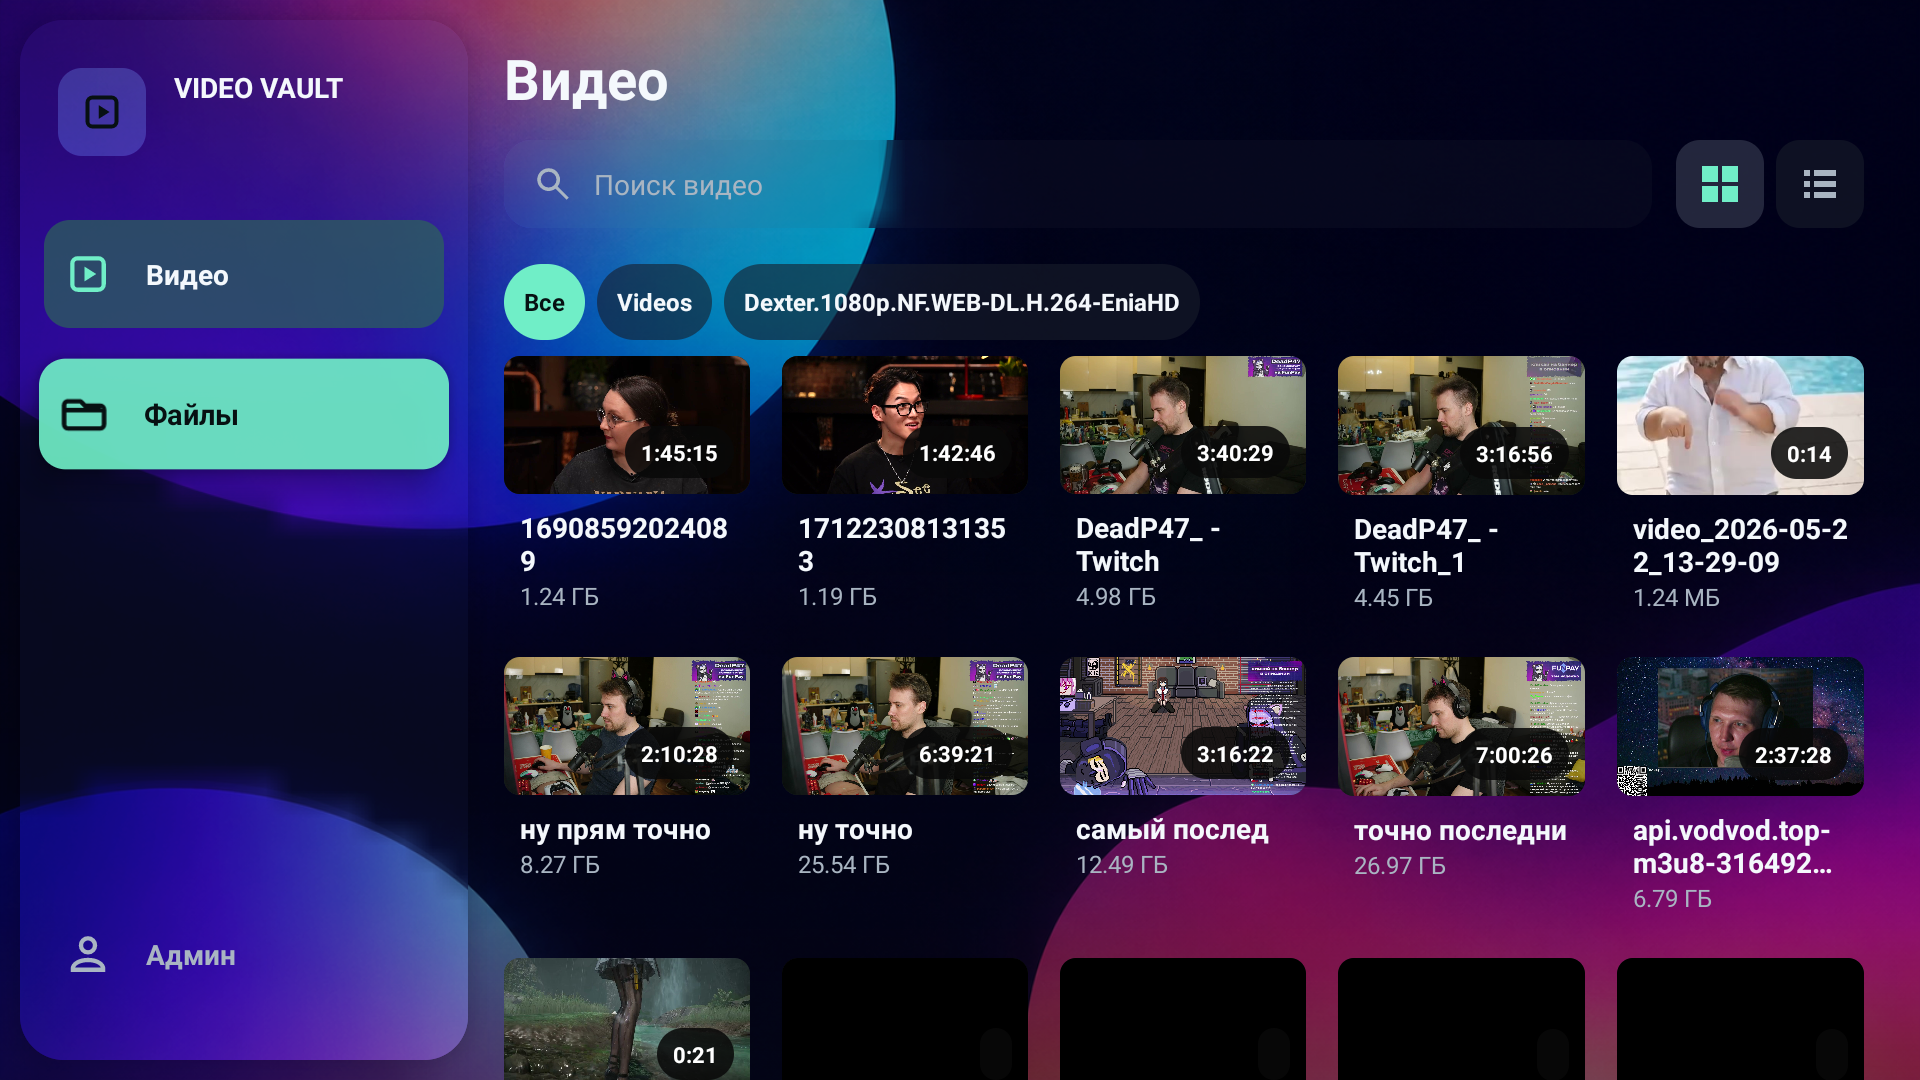 VIDEO VAULT
Видео
Файлы
Админ
Видео
Поиск видео
Все
Videos
Dexter.1080p.NF.WEB-DL.H.264-EniaHD
1:45:15
1:42:46
3:40:29
3:16:56
0:14
1690859202408
9
1.24 ГБ
1712230813135
3
1.19 ГБ
DeadP47_ -
Twitch
4.98 ГБ
DeadP47_ -
Twitch_1
4.45 ГБ
video_2026-05-2
2_13-29-09
1.24 МБ
2:10:28
6:39:21
3:16:22
7:00:26
2:37:28
ну прям точно
8.27 ГБ
ну точно
25.54 ГБ
самый послед
12.49 ГБ
точно последни
26.97 ГБ
api.vodvod.top-
m3u8-316492...
6.79 ГБ
0:21